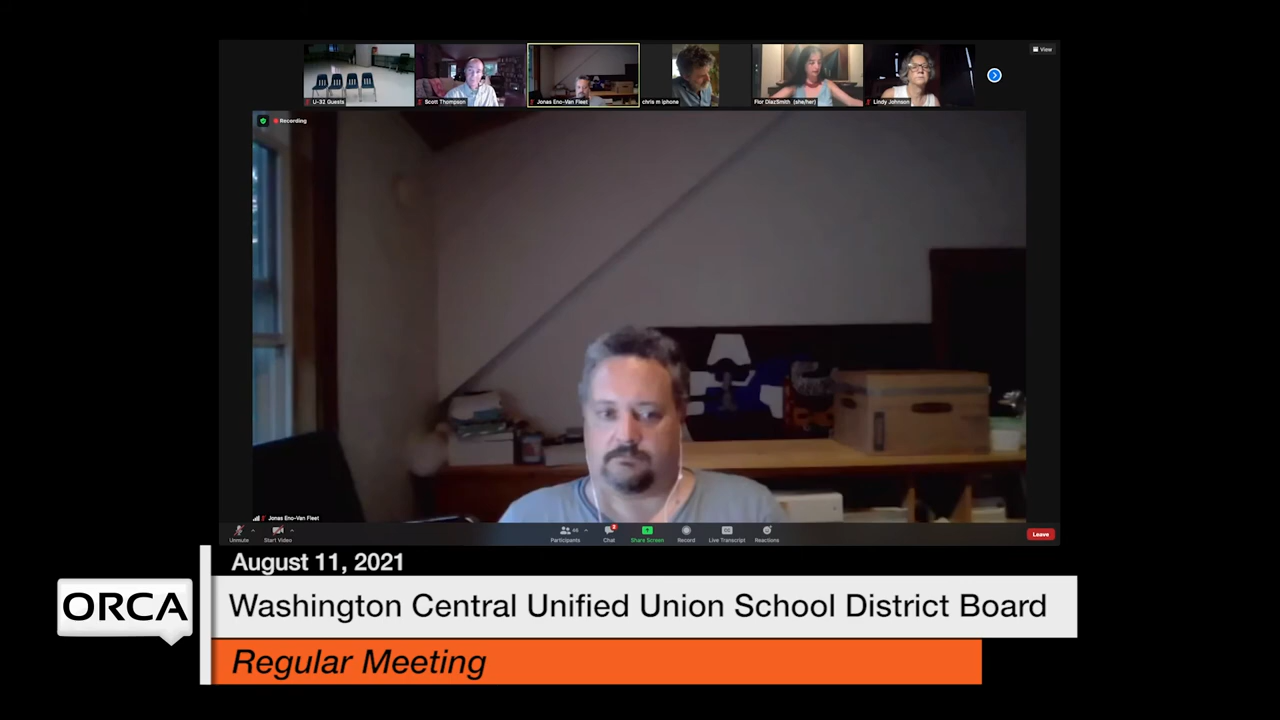 View
U-32 Guests
Scott Thompson
Jonas Eno-Van Fleet
chris m iphone
Flor DiazSmith (she/her)
Lindy Johnson
Recording
Jonas Eno-Van Fleet
Unmute
Start Video
Participants
46
Chat
Share Screen
Record
Live Transcript
Reactions
Leave
August 11, 2021
ORCA
Washington Central Unified Union School District Board
Regular Meeting